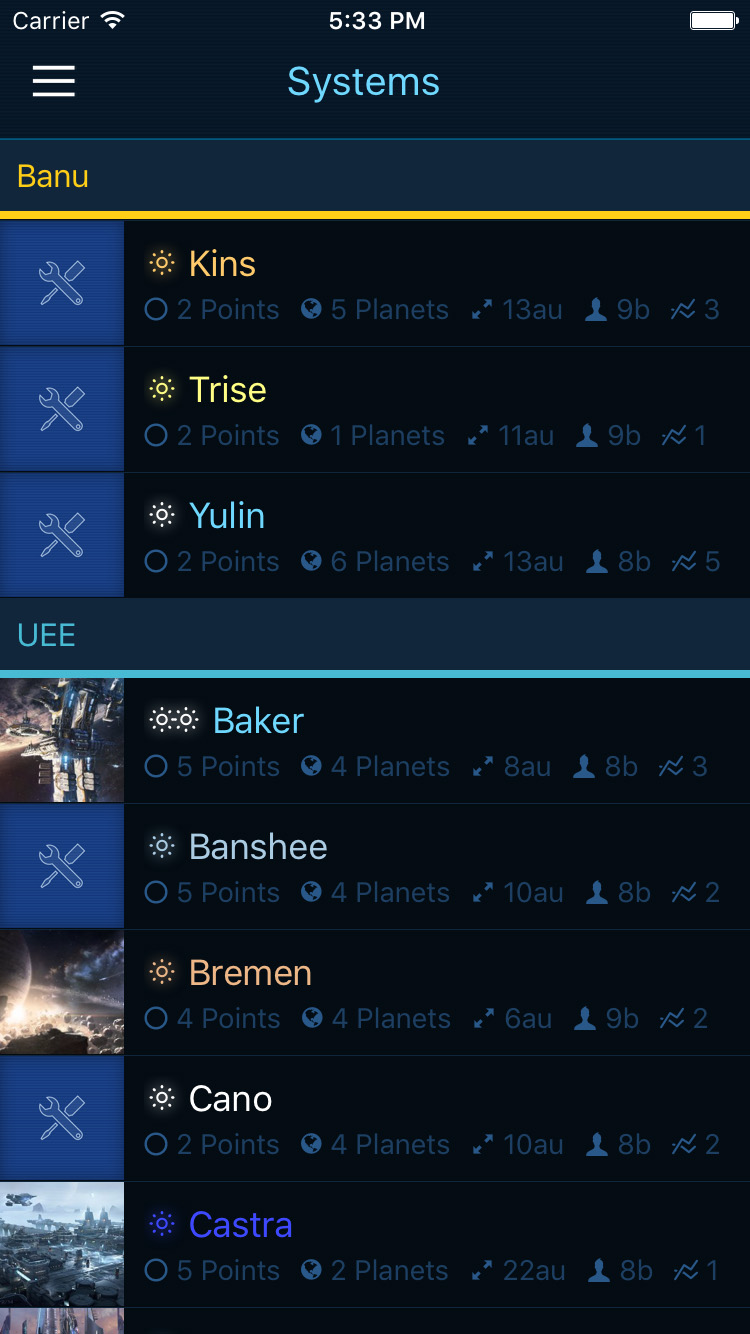 Carrier 5:33 PM
Systems
Banu
Kins
2 Points 5 Planets 13au 9b 3
Trise
2 Points 1 Planets 11au 9b 1
Yulin
2 Points 6 Planets 13au 8b 5
UEE
Baker
5 Points 4 Planets 8au 8b 3
Banshee
5 Points 4 Planets 10au 8b 2
Bremen
4 Points 4 Planets 6au 9b 2
Cano
2 Points 4 Planets 10au 8b 2
Castra
5 Points 2 Planets 22au 8b 1